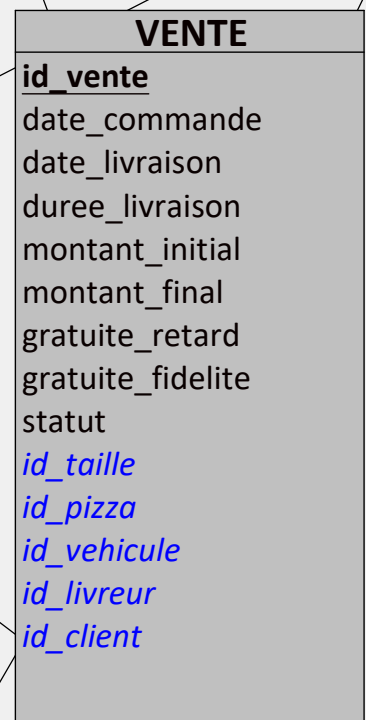 VENTE
id_vente
date_commande
date_livraison
duree_livraison
montant_initial
montant_final
gratuite_retard
gratuite_fidelite
statut
id_taille
id_pizza
id_vehicule
id_livreur
id_client